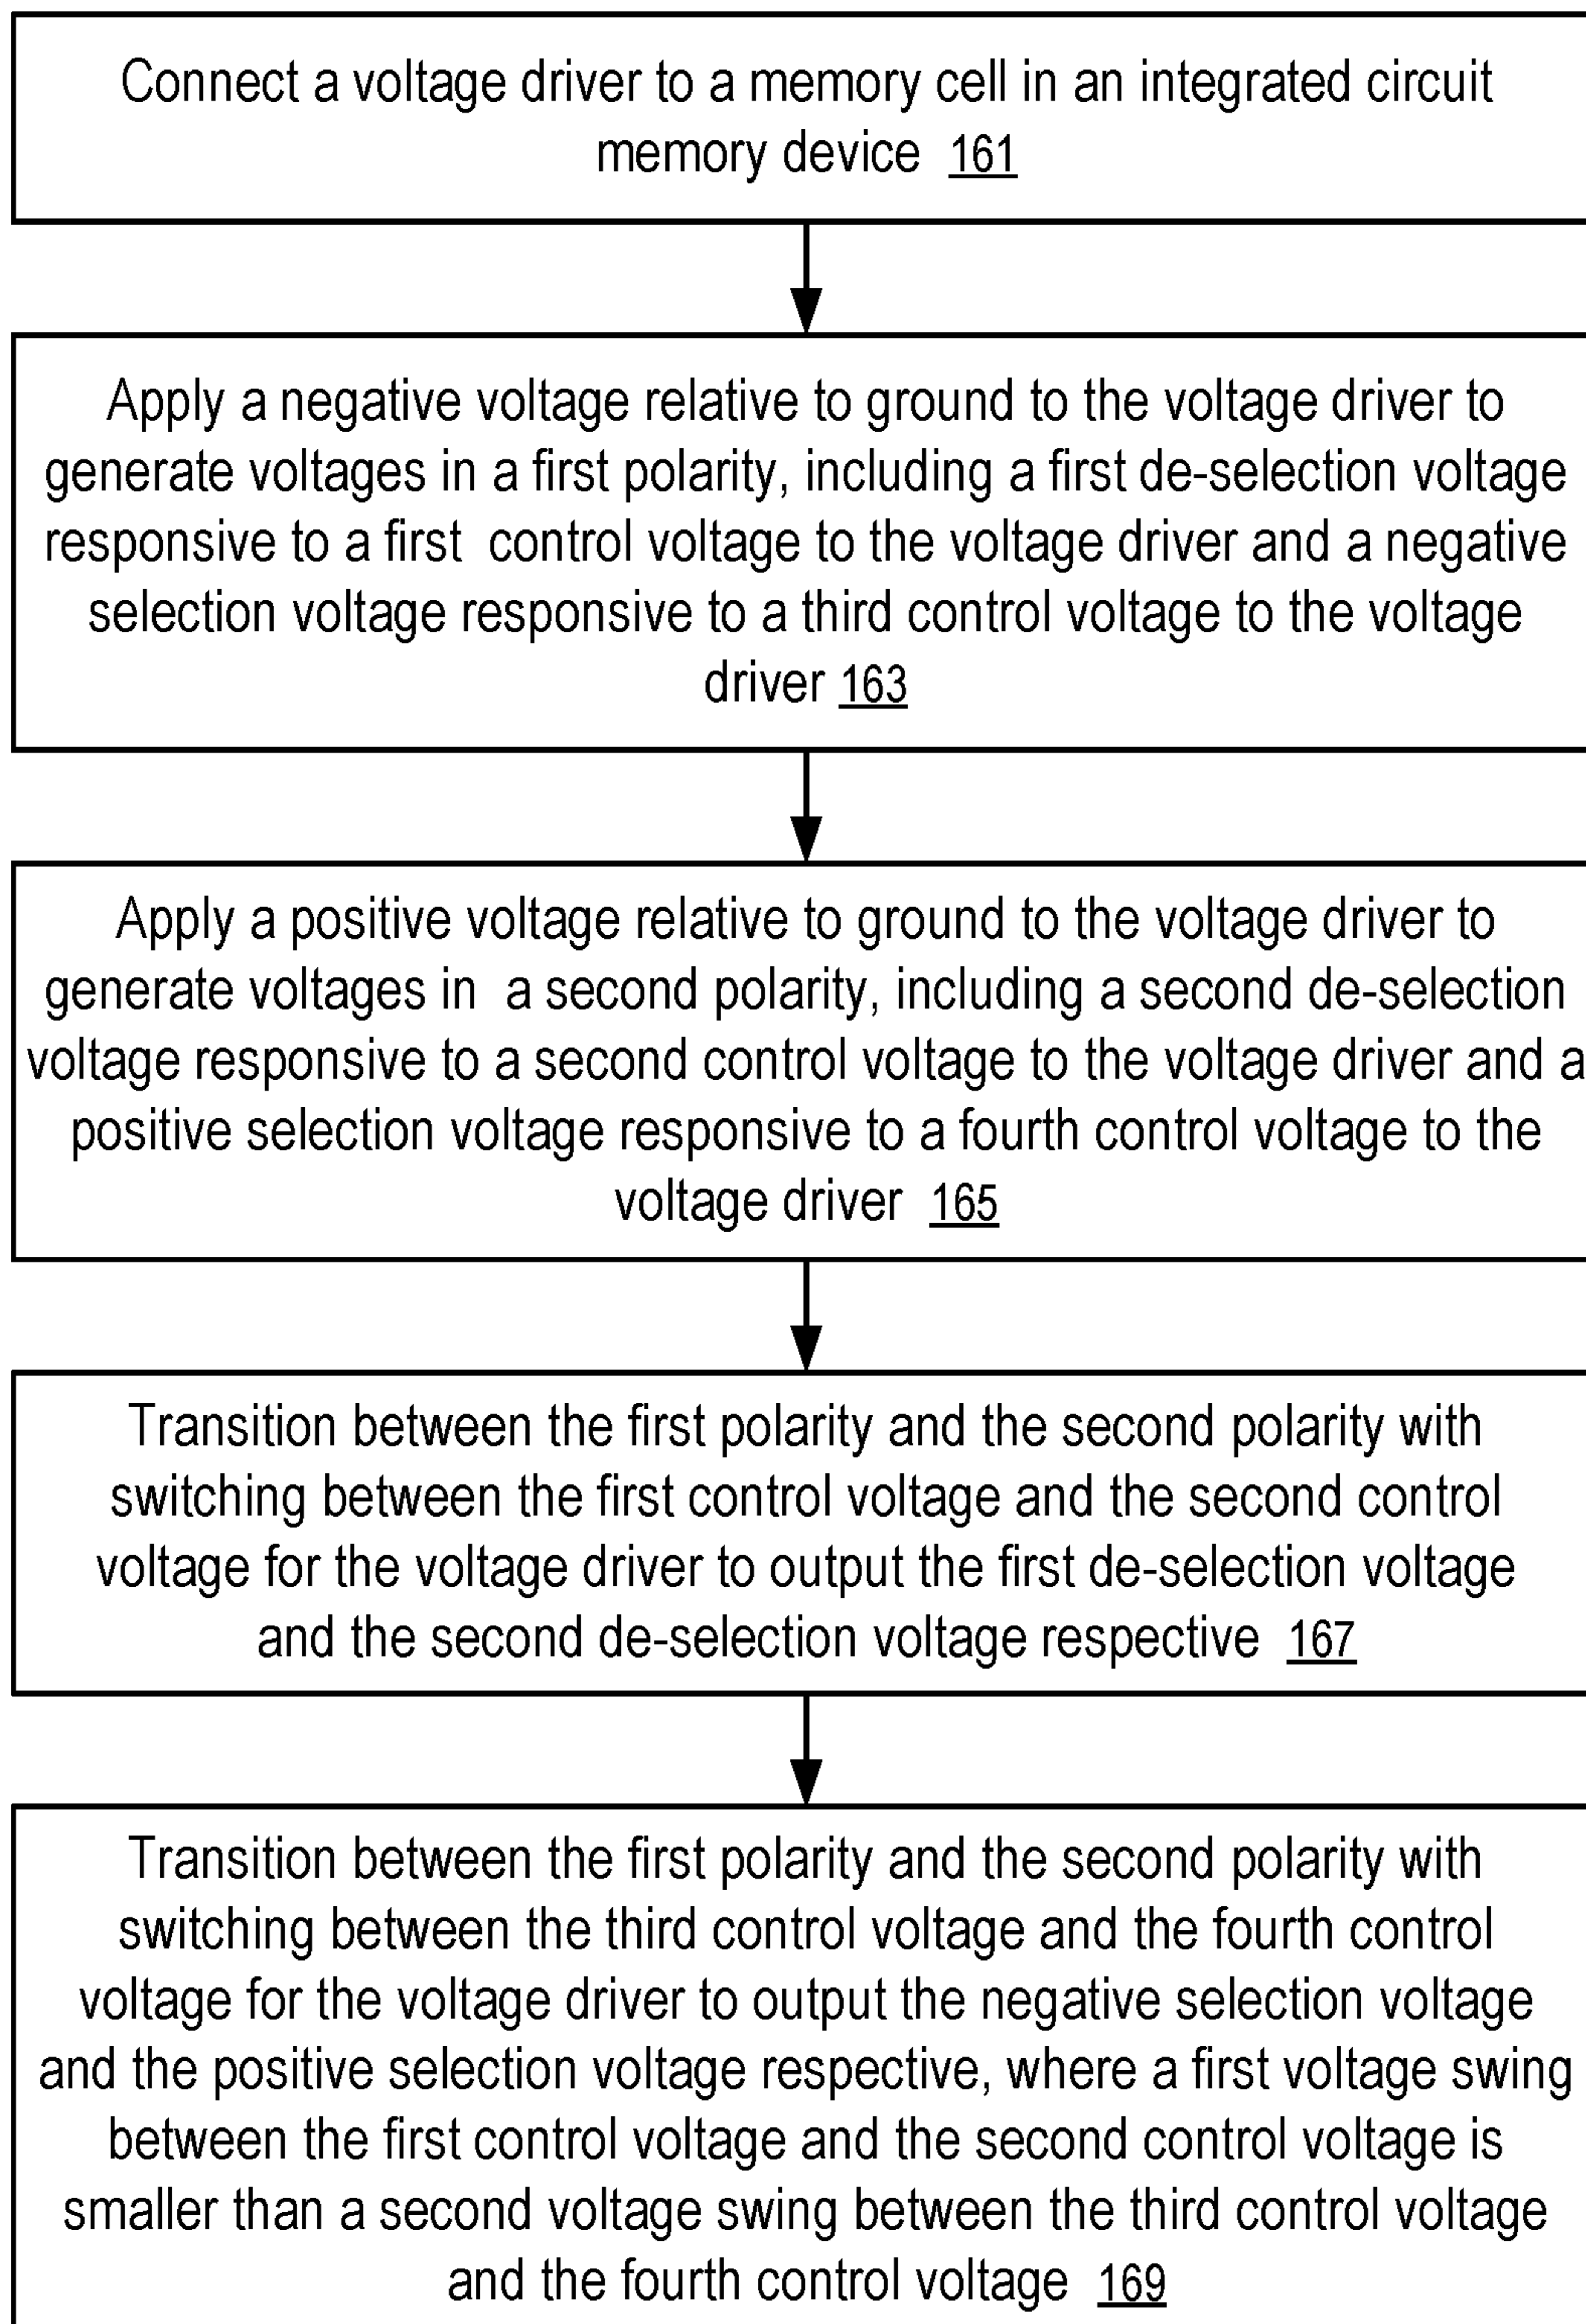 Connect a voltage driver to a memory cell in an integrated circuit
memory device 161
Apply a negative voltage relative to ground to the voltage driver to
generate voltages in a first polarity, including a first de-selection voltage
responsive to a first control voltage to the voltage driver and a negative
selection voltage responsive to a third control voltage to the voltage
driver 163
Apply a positive voltage relative to ground to the voltage driver to
generate voltages in a second polarity, including a second de-selection
voltage responsive to a second control voltage to the voltage driver and a
positive selection voltage responsive to a fourth control voltage to the
voltage driver 165
Transition between the first polarity and the second polarity with
switching between the first control voltage and the second control
voltage for the voltage driver to output the first de-selection voltage
and the second de-selection voltage respective 167
Transition between the first polarity and the second polarity with
switching between the third control voltage and the fourth control
voltage for the voltage driver to output the negative selection voltage
and the positive selection voltage respective, where a first voltage swing
between the first control voltage and the second control voltage is
smaller than a second voltage swing between the third control voltage
and the fourth control voltage 169